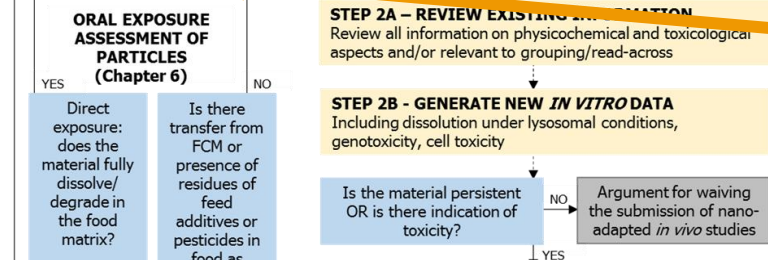 ORAL EXPOSURE
ASSESSMENT OF
PARTICLES
(Chapter 6)
YES
NO
Direct
exposure:
does the
material fully
dissolve/
degrade in
the food
matrix?
Is there
transfer from
FCM or
presence of
residues of
feed
additives or
pesticides in
food as
STEP 2A – REVIEW EXISTING INFORMATION
Review all information on physicochemical and toxicological
aspects and/or relevant to grouping/read-across
STEP 2B - GENERATE NEW IN VITRO DATA
Including dissolution under lysosomal conditions,
genotoxicity, cell toxicity
Is the material persistent
OR is there indication of
toxicity?
NO
Argument for waiving
the submission of nano-
adapted in vivo studies
YES